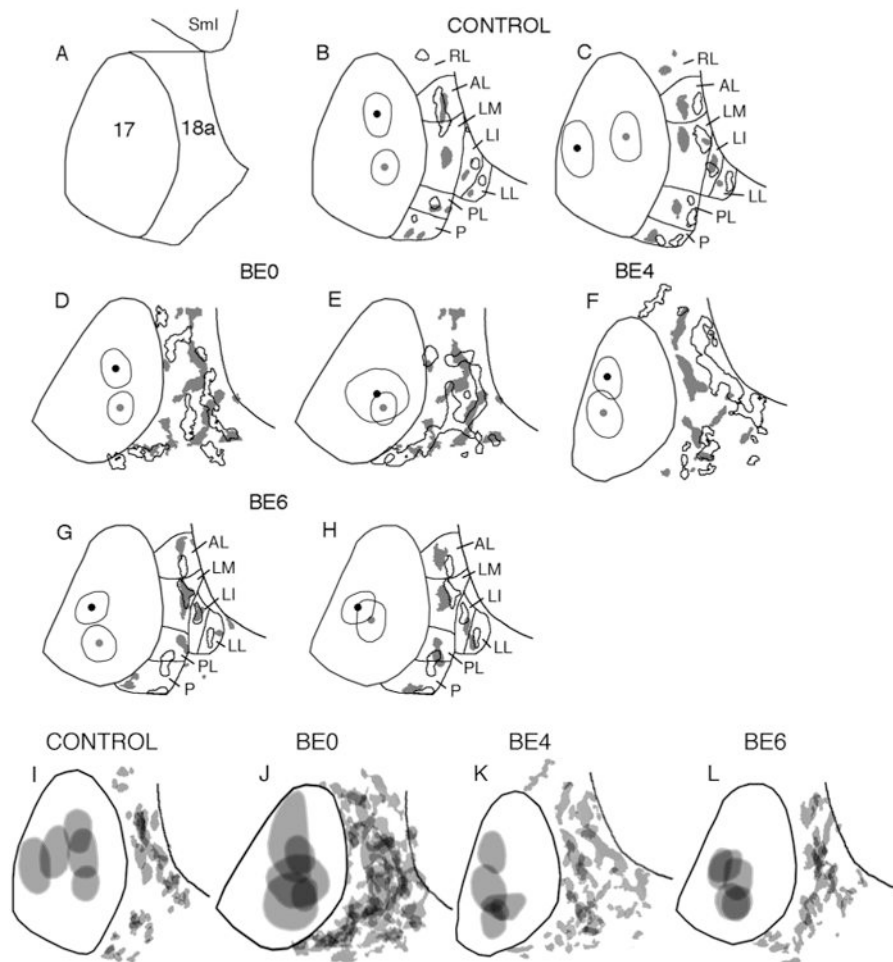 SmI
CONTROL
A
17
18a
B
RL
AL
LM
LI
LL
PL
P
C
RL
AL
LM
LI
LL
PL
P
BE0
BE4
D
E
F
BE6
G
AL
LM
LI
LL
PL
P
H
AL
LM
LI
LL
PL
P
CONTROL
BE0
BE4
BE6
I
J
K
L